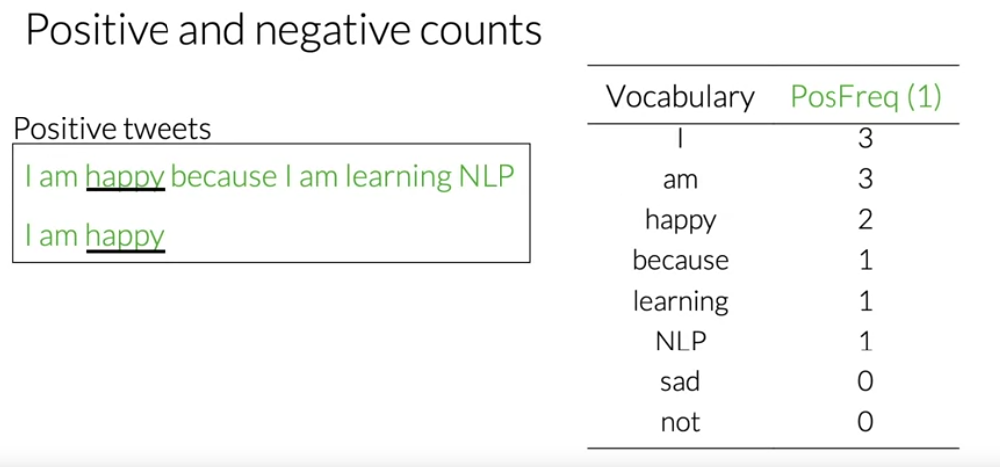 Positive and negative counts
Positive tweets
I am happy because I am learning NLP
I am happy
Vocabulary PosFreq (1)
I 3
am 3
happy 2
because 1
learning 1
NLP 1
sad 0
not 0